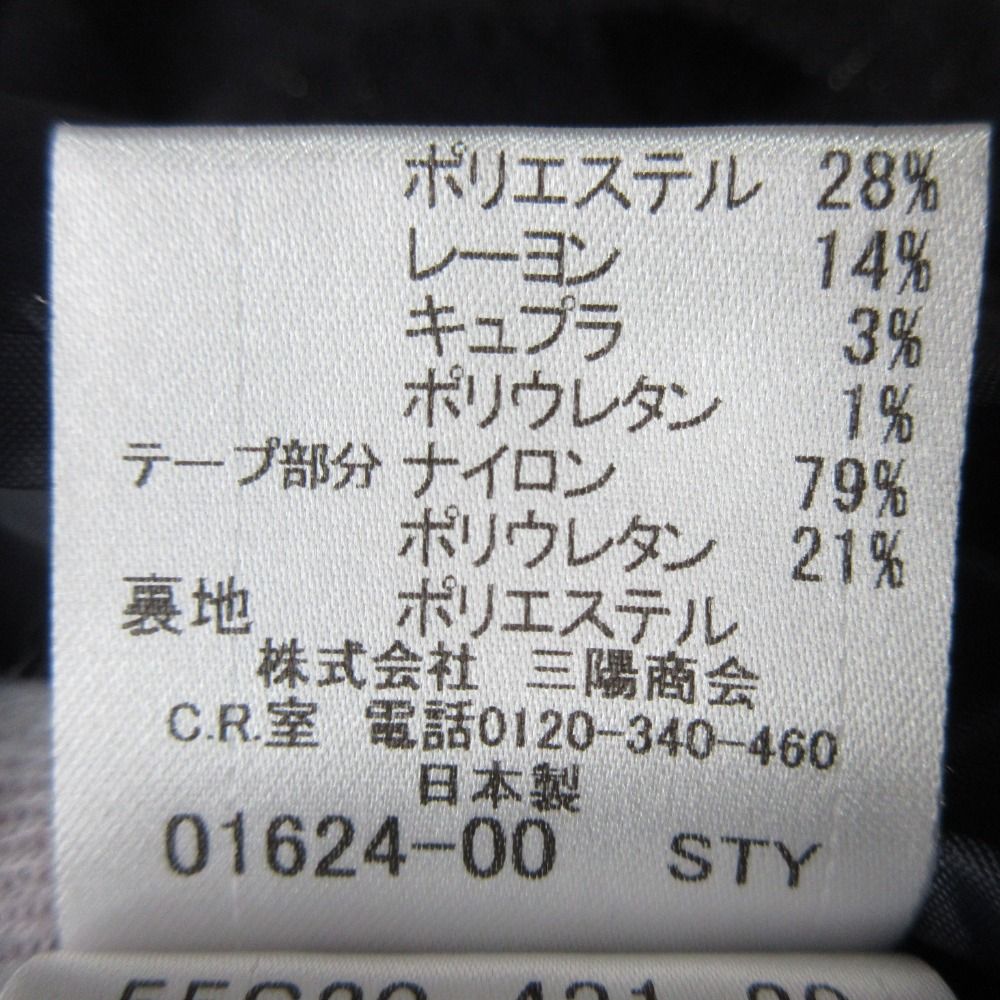 ポリエステル 28%
レーヨン 14%
キュプラ 3%
ポリウレタン 1%
テープ部分 ナイロン 79%
ポリウレタン 21%
裏地 ポリエステル
株式会社 三陽商会
C.R.室 電話0120-340-460
日本製
01624-00 STY